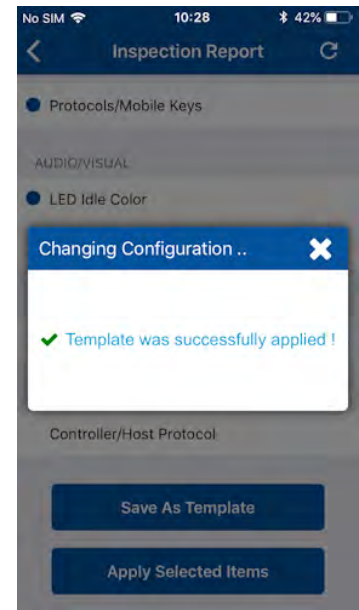 No SIM 10:28 42%
Inspection Report
Protocols/Mobile Keys
AUDIO/VISUAL
LED Idle Color
Changing Configuration ..
Template was successfully applied !
Controller/Host Protocol
Save As Template
Apply Selected Items